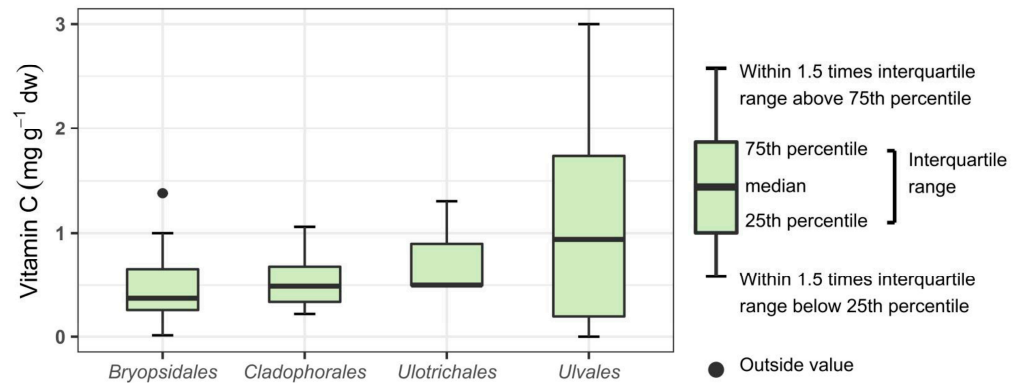 Vitamin C (mg g⁻¹ dw)
3
2
1
0
Bryopsidales
Cladophorales
Ulotrichales
Ulvales
Within 1.5 times interquartile
range above 75th percentile
75th percentile
median
25th percentile
Interquartile
range
Within 1.5 times interquartile
range below 25th percentile
Outside value